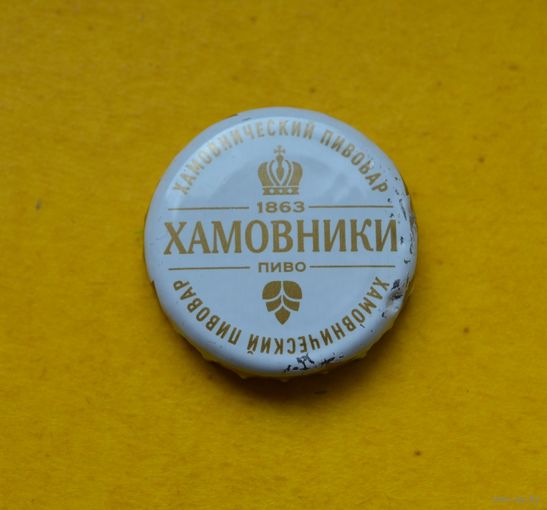 ХАМОВНИЧЕСКИЙ ПИВОВАР
1863
ХАМОВНИКИ
ПИВО
ХАМОВНИЧЕСКИЙ ПИВОВАР